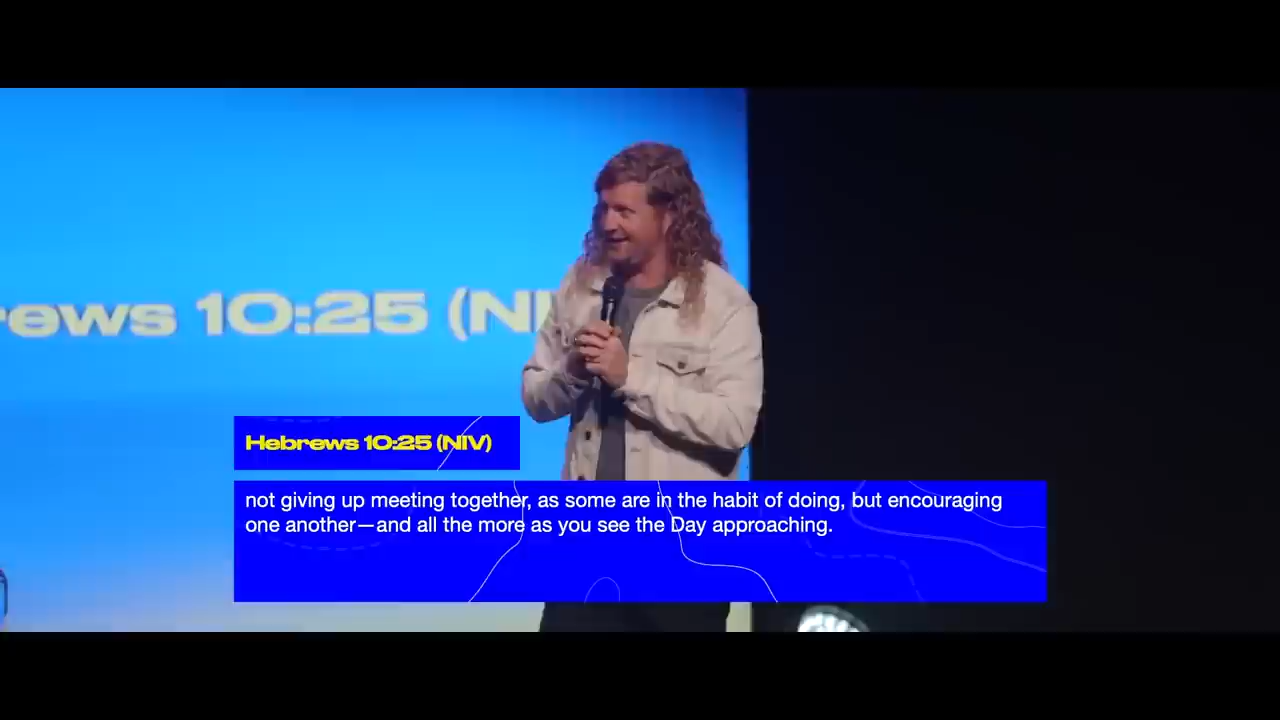 rews 10:25 (NI
Hebrews 10:25 (NIV)
not giving up meeting together, as some are in the habit of doing, but encouraging
one another—and all the more as you see the Day approaching.